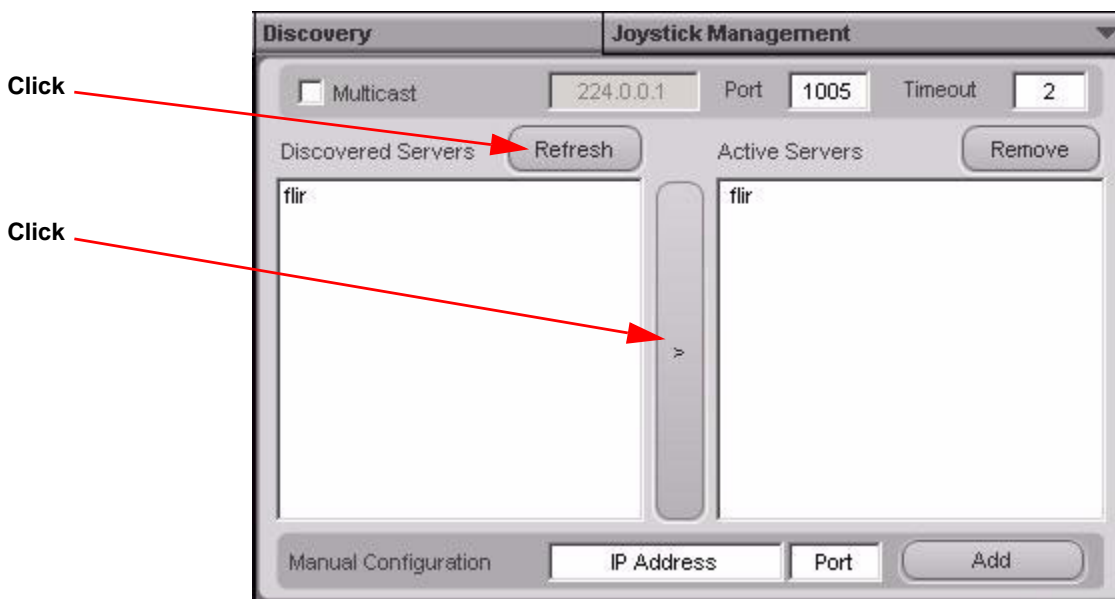 Discovery Joystick Management
Click Multicast 224.0.0.1 Port 1005 Timeout 2
Discovered Servers Refresh Active Servers Remove
flir flir
Click
>
Manual Configuration IP Address Port Add